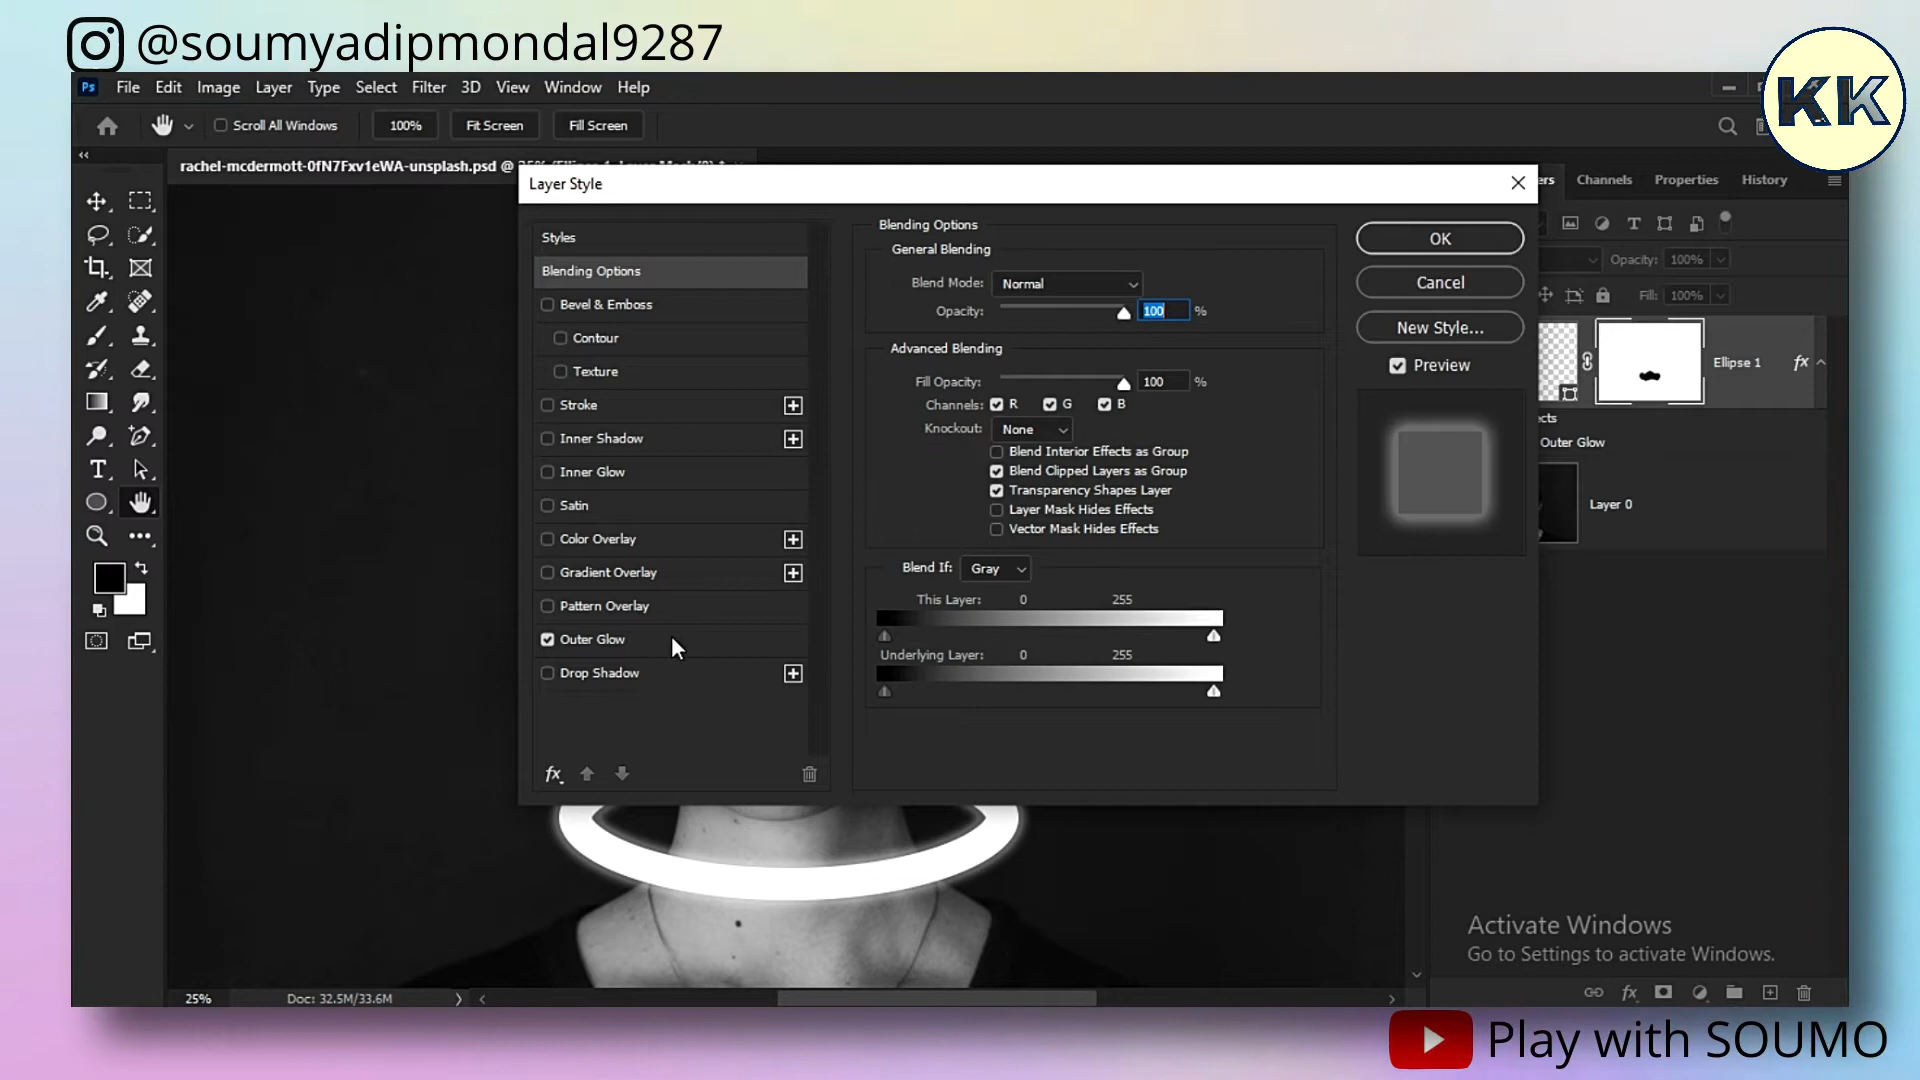 @soumyadipmondal9287
KK
Ps File Edit Image Layer Type Select Filter 3D View Window Help
Scroll All Windows 100% Fit Screen Fill Screen
rachel-mcdermott-0fN7Fxv1eWA-unsplash.psd @
Layer Style
ers Channels Properties History
Styles
Blending Options
Bevel & Emboss
Contour
Texture
Stroke
Inner Shadow
Inner Glow
Satin
Color Overlay
Gradient Overlay
Pattern Overlay
Outer Glow
Drop Shadow
fx
Blending Options
General Blending
Blend Mode: Normal
Opacity: 100 %
Advanced Blending
Fill Opacity: 100 %
Channels: R G B
Knockout: None
Blend Interior Effects as Group
Blend Clipped Layers as Group
Transparency Shapes Layer
Layer Mask Hides Effects
Vector Mask Hides Effects
Blend If: Gray
This Layer: 0 255
Underlying Layer: 0 255
OK
Cancel
New Style...
Preview
Opacity: 100%
Fill: 100%
Ellipse 1 fx
cts
Outer Glow
Layer 0
Activate Windows
Go to Settings to activate Windows.
25% Doc: 32.5M/33.6M
fx
Play with SOUMO